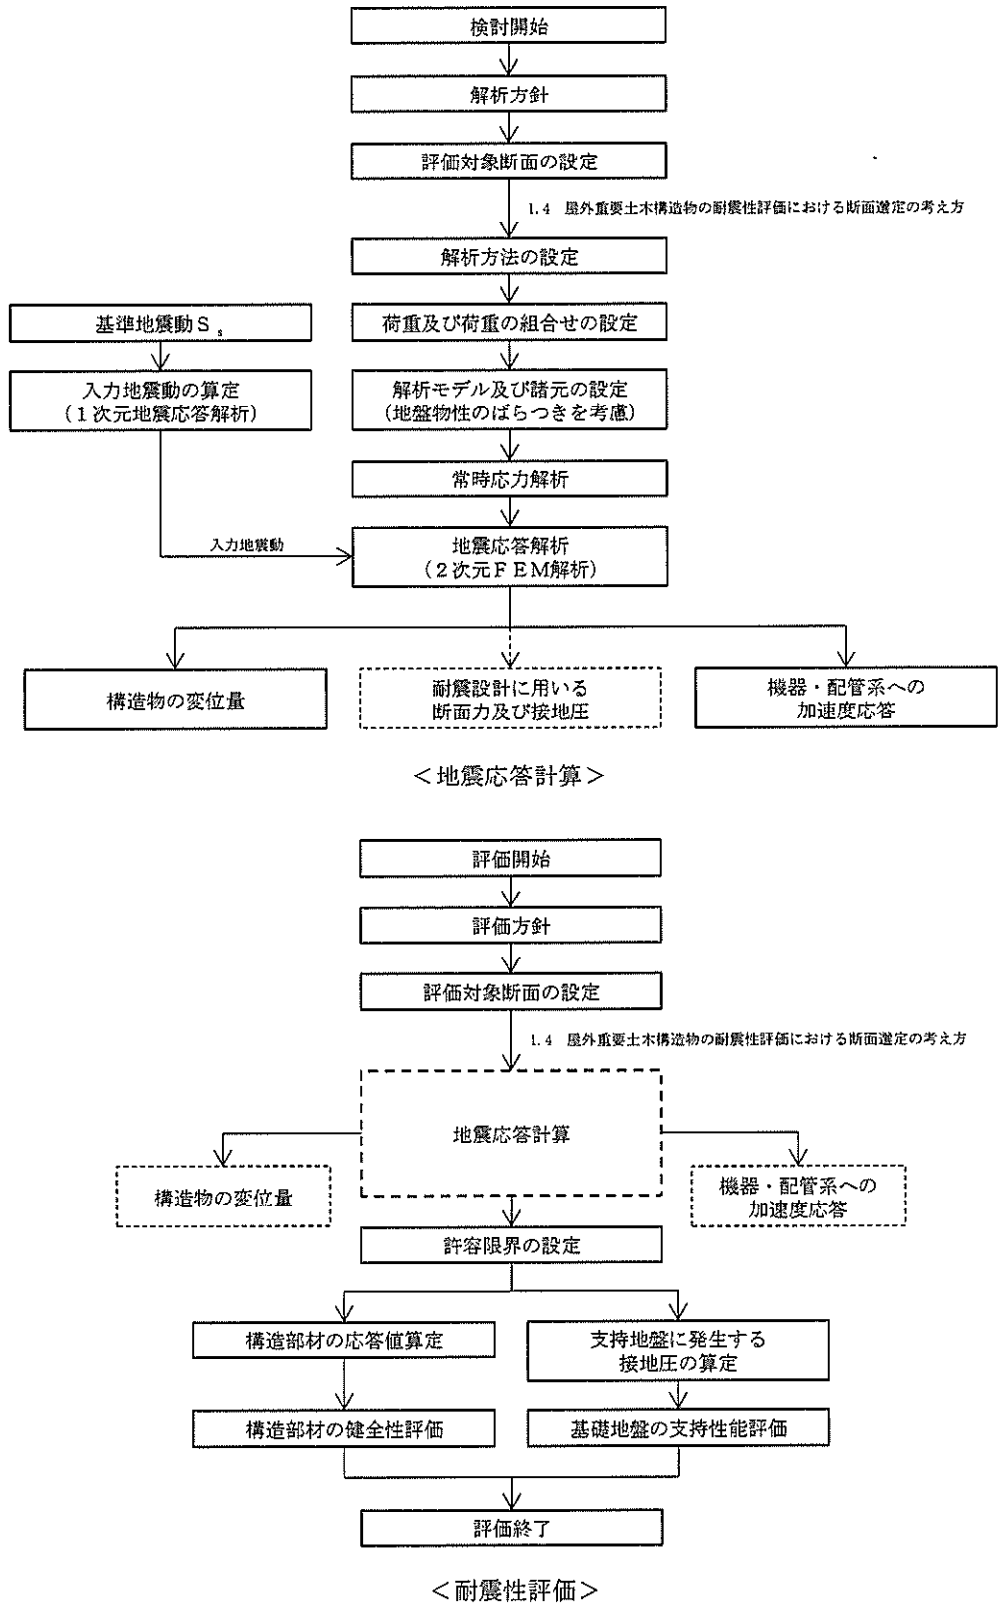 検討開始
解析方針
評価対象断面の設定
1.4 屋外重要土木構造物の耐震性評価における断面選定の考え方
解析方法の設定
基準地震動Ss
荷重及び荷重の組合せの設定
入力地震動の算定
(1次元地震応答解析)
解析モデル及び諸元の設定
(地盤物性のばらつきを考慮)
常時応力解析
入力地震動
地震応答解析
(2次元FEM解析)
構造物の変位量
耐震設計に用いる
断面力及び接地圧
機器・配管系への
加速度応答
<地震応答計算>
評価開始
評価方針
評価対象断面の設定
1.4 屋外重要土木構造物の耐震性評価における断面選定の考え方
地震応答計算
構造物の変位量
機器・配管系への
加速度応答
許容限界の設定
構造部材の応答値算定
支持地盤に発生する
接地圧の算定
構造部材の健全性評価
基礎地盤の支持性能評価
評価終了
<耐震性評価>